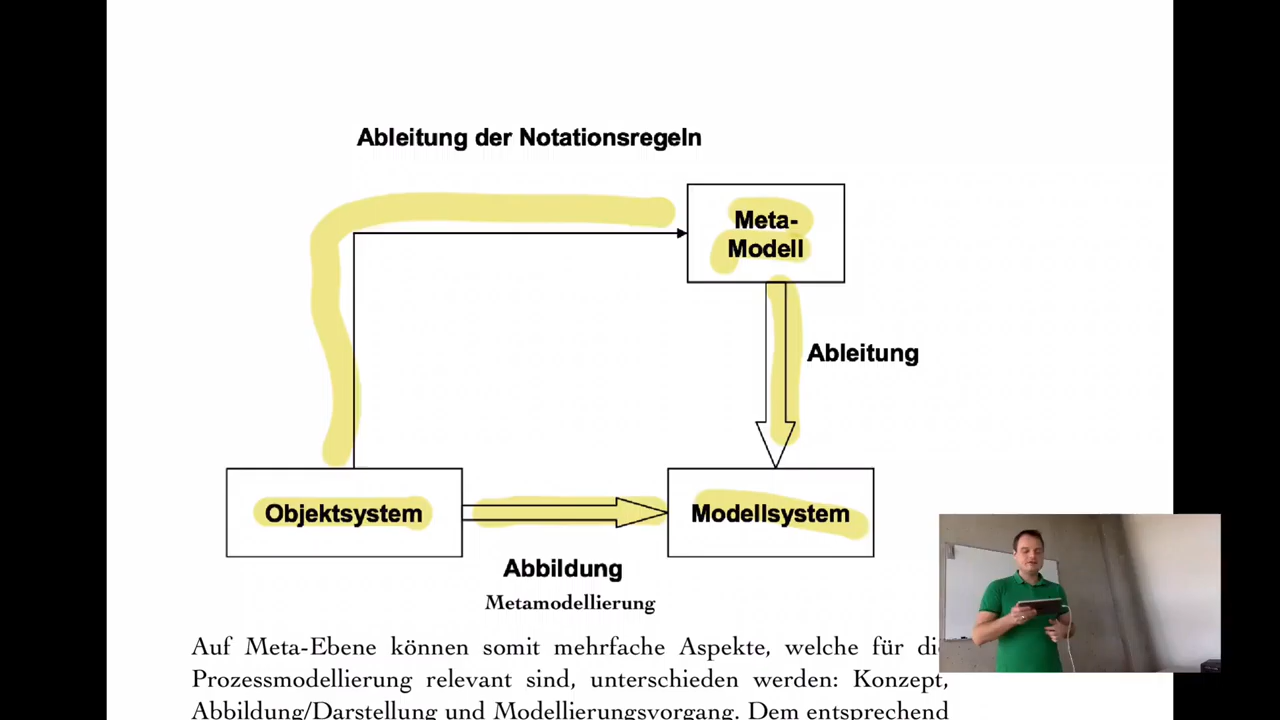 Ableitung der Notationsregeln
Meta-
Modell
Ableitung
Objektsystem
Modellsystem
Abbildung
Metamodellierung
Auf Meta-Ebene können somit mehrfache Aspekte, welche für
Prozessmodellierung relevant sind, unterschieden werden: Konzept,
Abbildung/Darstellung und Modellierungsvorgang. Dem entsprechend